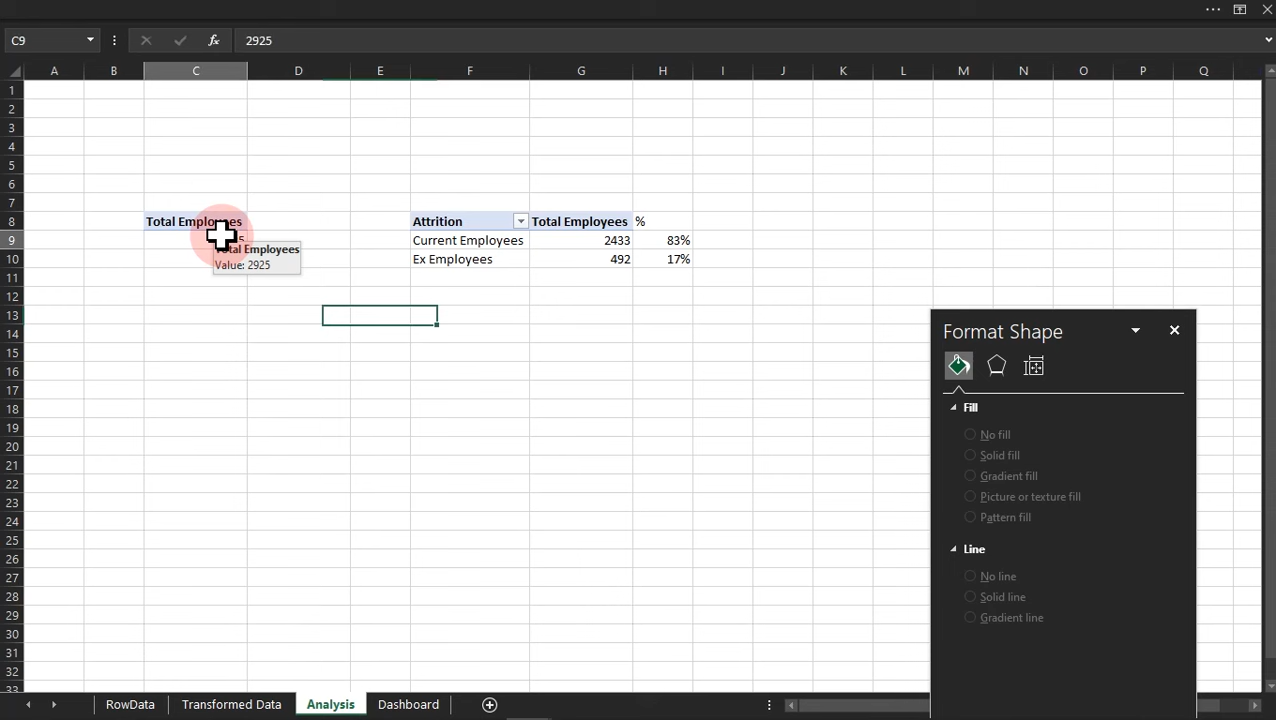 C9 fx 2925
A B C D E F G H I J K L M N O P Q
1
2
3
4
5
6
7
8 Total Employees Attrition Total Employees %
9 Current Employees 2433 83%
Total Employees
10 Ex Employees 492 17%
Value: 2925
11
12
13
14
15
16
17
18
19
20
21
22
23
24
25
26
27
28
29
30
31
32
33
Format Shape
Fill
No fill
Solid fill
Gradient fill
Picture or texture fill
Pattern fill
Line
No line
Solid line
Gradient line
RowData Transformed Data Analysis Dashboard